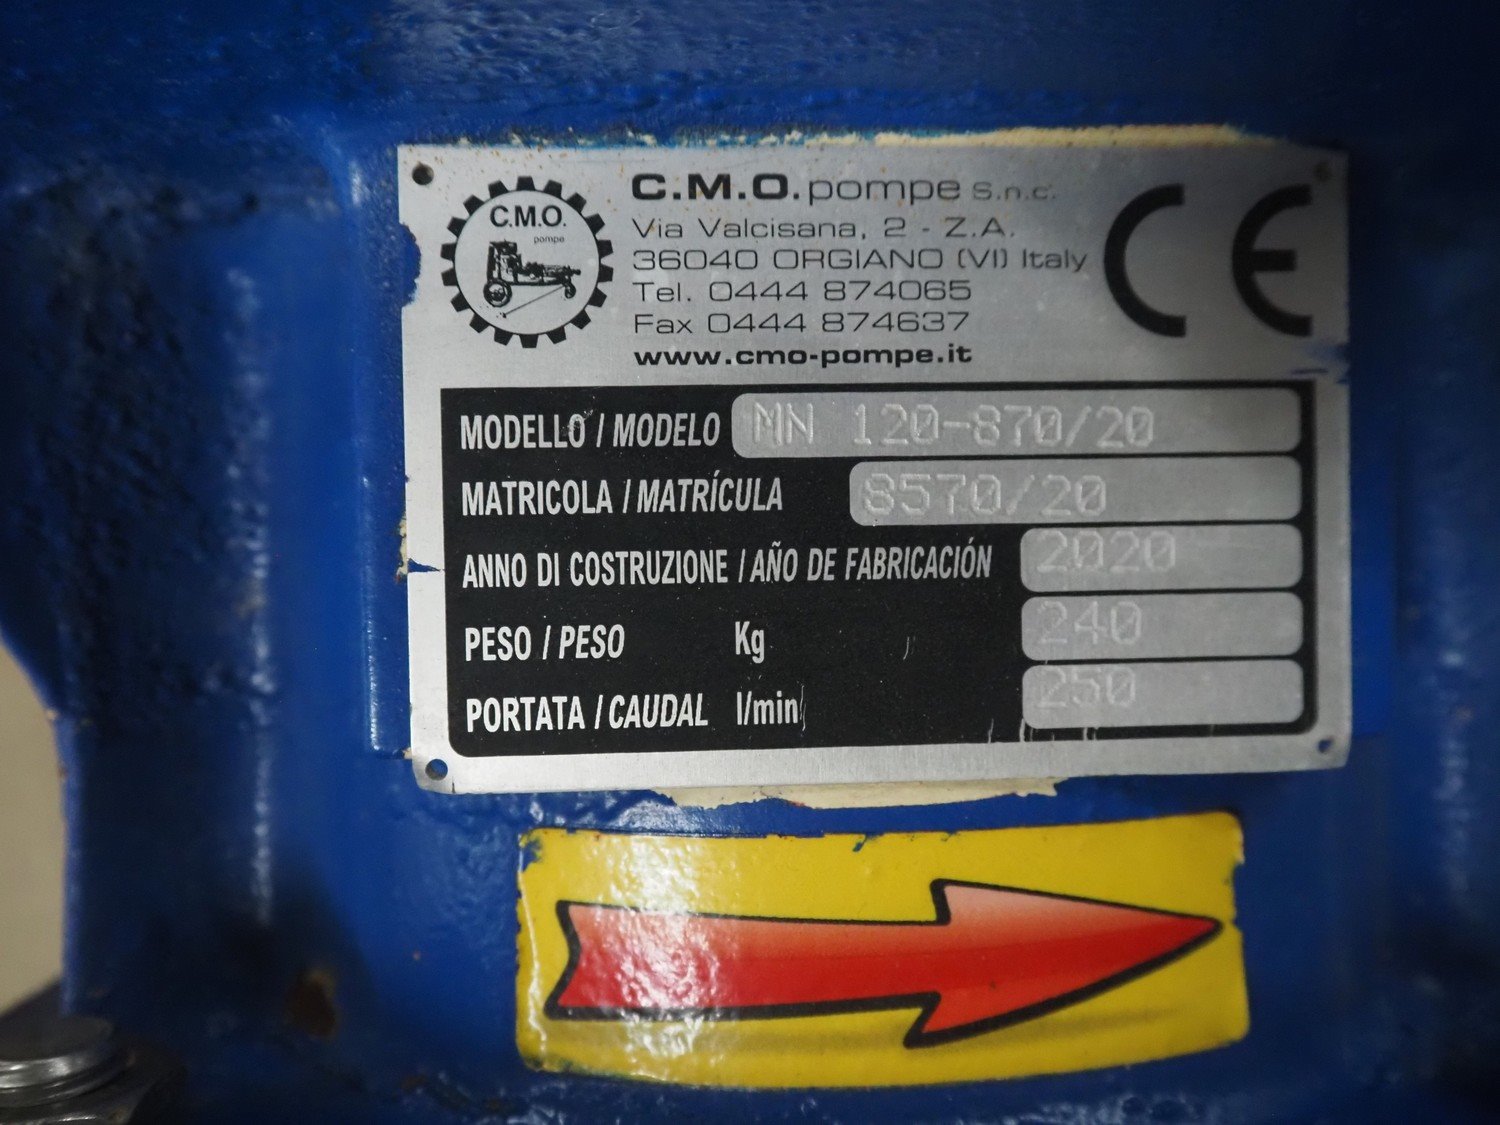 C.M.O.
pompe
C.M.O. pompe s.n.c.
Via Valcisana, 2 - Z.A.
36040 ORGIANO (VI) Italy
Tel. 0444 874065
Fax 0444 874637
www.cmo-pompe.it
CE
MODELLO / MODELO MN 120-870/20
MATRICOLA / MATRÍCULA 8570/20
ANNO DI COSTRUZIONE / AÑO DE FABRICACIÓN 2020
PESO / PESO Kg 240
PORTATA / CAUDAL l/min 250